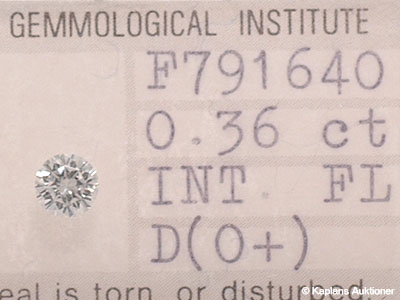 GEMMOLOGICAL INSTITUTE
F791640
0.36 ct
INT. FL
D(0+)
eal is torn or disturbed
© Kaplans Auktioner